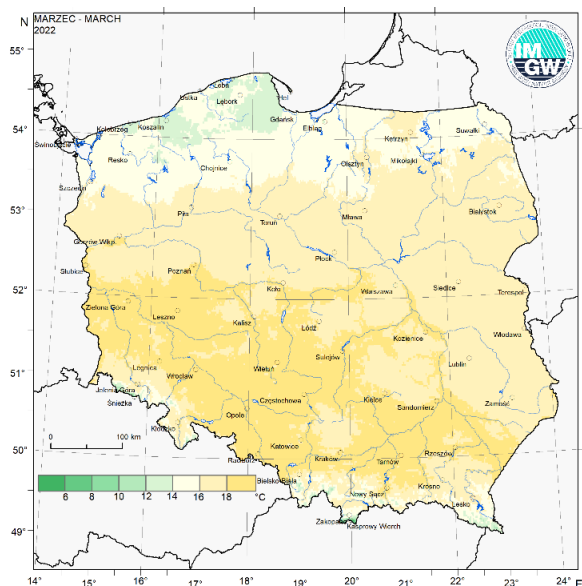 MARZEC - MARCH
2022
N
IM
GW
55°
54°
53°
52°
51°
50°
49°
Łeba
Ustka
Lębork
Hel
Koszalin
Gdańsk
Kołobrzeg
Elbląg
Suwałki
Kętrzyn
Świnoujście
Resko
Olsztyn
Mikołajki
Chojnice
Szczecin
Piła
Białystok
Toruń
Mława
Gorzów Wlkp.
Płock
Słubice
Poznań
Koło
Warszawa
Siedlce
Terespol
Zielona Góra
Leszno
Kalisz
Łódź
Kozienice
Włodawa
Sulejów
Legnica
Wrocław
Wieluń
Lublin
Jelenia Góra
Śnieżka
Częstochowa
Kielce
Sandomierz
Zamość
Opole
Kłodzko
Katowice
0 100 km
Racibórz
Kraków
Tarnów
Rzeszów
Bielsko-Biała
Nowy Sącz
Krosno
Lesko
Zakopane
Kasprowy Wierch
6 8 10 12 14 16 18 °C
14° 15° 16° 17° 18° 19° 20° 21° 22° 23° 24° E